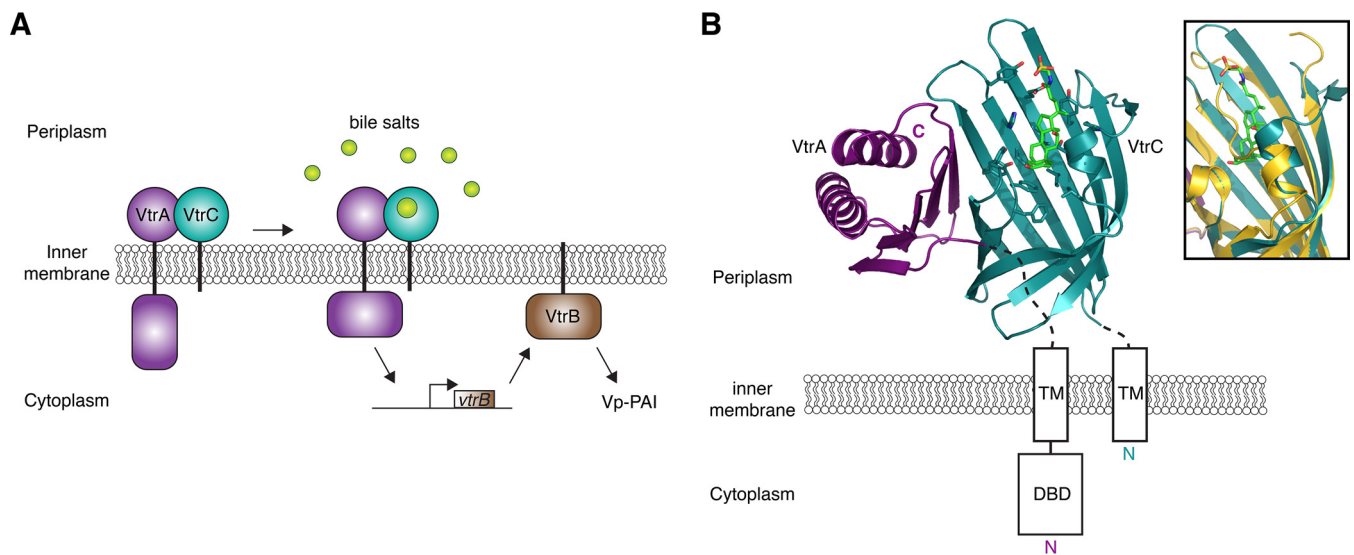 A
Periplasm
bile salts
VtrA
VtrC
Inner
membrane
VtrB
vtrB
Cytoplasm
Vp-PAI
B
VtrA
C
VtrC
Periplasm
TM
TM
inner
membrane
N
Cytoplasm
DBD
N